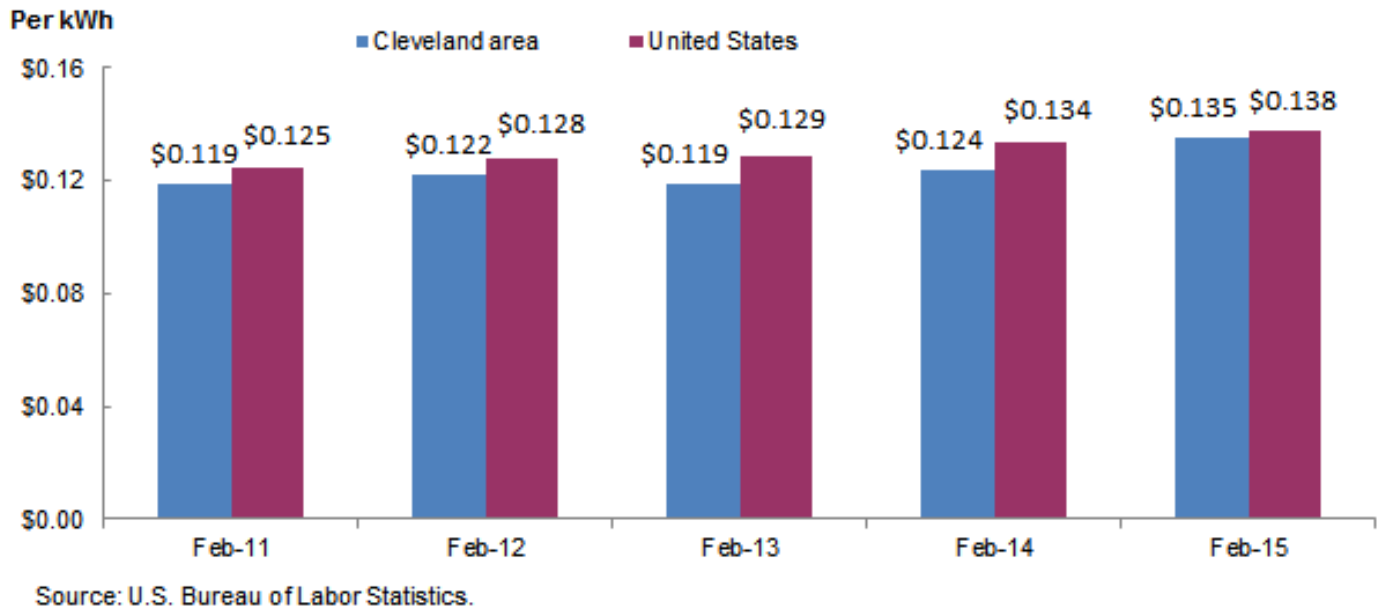 Per kWh
Cleveland area United States
$0.16
$0.119 $0.125 $0.122 $0.128 $0.119 $0.129 $0.124 $0.134 $0.135 $0.138
$0.12
$0.08
$0.04
$0.00
Feb-11 Feb-12 Feb-13 Feb-14 Feb-15
Source: U.S. Bureau of Labor Statistics.